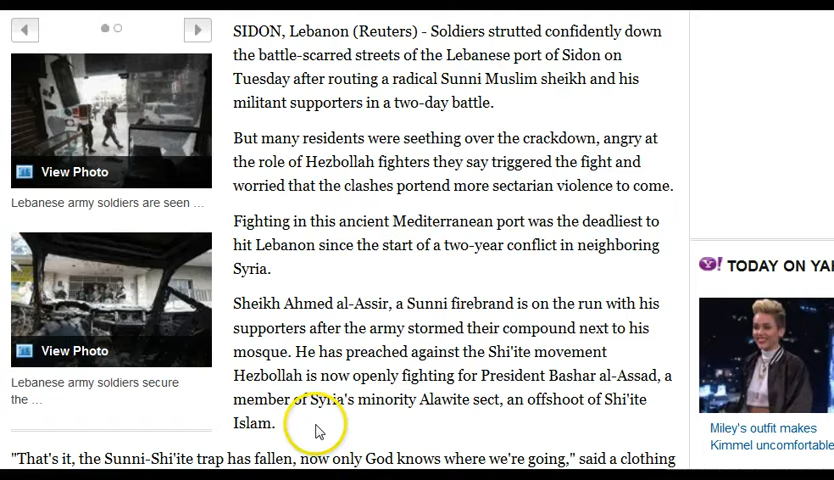 View Photo
Lebanese army soldiers are seen ...
View Photo
Lebanese army soldiers secure
the ...
SIDON, Lebanon (Reuters) - Soldiers strutted confidently down
the battle-scarred streets of the Lebanese port of Sidon on
Tuesday after routing a radical Sunni Muslim sheikh and his
militant supporters in a two-day battle.
But many residents were seething over the crackdown, angry at
the role of Hezbollah fighters they say triggered the fight and
worried that the clashes portend more sectarian violence to come.
Fighting in this ancient Mediterranean port was the deadliest to
hit Lebanon since the start of a two-year conflict in neighboring
Syria.
Sheikh Ahmed al-Assir, a Sunni firebrand is on the run with his
supporters after the army stormed their compound next to his
mosque. He has preached against the Shi'ite movement
Hezbollah is now openly fighting for President Bashar al-Assad, a
member of Syria's minority Alawite sect, an offshoot of Shi'ite
Islam.
"That's it, the Sunni-Shi'ite trap has fallen, now only God knows where we're going," said a clothing
Y! TODAY ON YAH
Miley's outfit makes
Kimmel uncomfortable